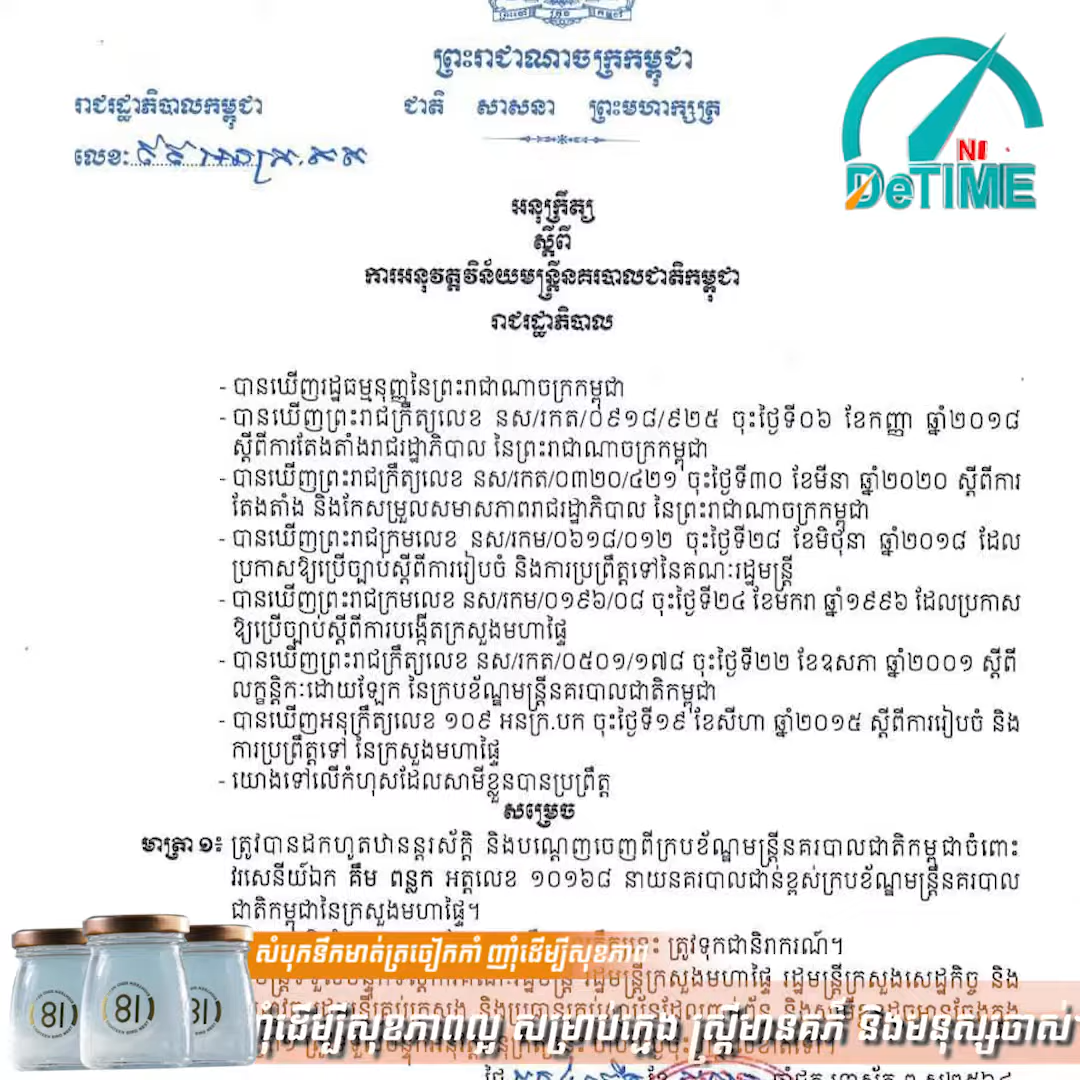 ព្រះរាជាណាចក្រកម្ពុជា
រាជរដ្ឋាភិបាលកម្ពុជា
ជាតិ សាសនា ព្រះមហាក្សត្រ
លេខ:
NI
DeTIME
អនុក្រឹត្យ
ស្តីពី
ការអនុវត្តវិន័យមន្ត្រីនគរបាលជាតិកម្ពុជា
រាជរដ្ឋាភិបាល
- បានឃើញរដ្ឋធម្មនុញ្ញនៃព្រះរាជាណាចក្រកម្ពុជា
- បានឃើញព្រះរាជក្រឹត្យលេខ នស/រកត/០៩១៨/៩២៥ ចុះថ្ងៃទី០៦ ខែកញ្ញា ឆ្នាំ២០១៨
ស្តីពីការតែងតាំងរាជរដ្ឋាភិបាល នៃព្រះរាជាណាចក្រកម្ពុជា
- បានឃើញព្រះរាជក្រឹត្យលេខ នស/រកត/០៣២០/៤២១ ចុះថ្ងៃទី៣០ ខែមីនា ឆ្នាំ២០២០ ស្តីពីការ
តែងតាំង និងកែសម្រួលសមាសភាពរាជរដ្ឋាភិបាល នៃព្រះរាជាណាចក្រកម្ពុជា
- បានឃើញព្រះរាជក្រមលេខ នស/រកម/០៦១៨/០១២ ចុះថ្ងៃទី២៨ ខែមិថុនា ឆ្នាំ២០១៨ ដែល
ប្រកាសឱ្យប្រើច្បាប់ស្តីពីការរៀបចំ និងការប្រព្រឹត្តទៅនៃគណៈរដ្ឋមន្ត្រី
- បានឃើញព្រះរាជក្រមលេខ នស/រកម/០១៩៦/០៨ ចុះថ្ងៃទី២៤ ខែមករា ឆ្នាំ១៩៩៦ ដែលប្រកាស
ឱ្យប្រើច្បាប់ស្តីពីការបង្កើតក្រសួងមហាផ្ទៃ
- បានឃើញព្រះរាជក្រឹត្យលេខ នស/រកត/០៥០១/១៧៨ ចុះថ្ងៃទី២២ ខែឧសភា ឆ្នាំ២០០១ ស្តីពី
លក្ខន្តិកៈដោយឡែក នៃក្របខ័ណ្ឌមន្ត្រីនគរបាលជាតិកម្ពុជា
- បានឃើញអនុក្រឹត្យលេខ ១០៩ អនក្រ.បក ចុះថ្ងៃទី១៩ ខែសីហា ឆ្នាំ២០១៥ ស្តីពីការរៀបចំ និង
ការប្រព្រឹត្តទៅ នៃក្រសួងមហាផ្ទៃ
- យោងទៅលើកំហុសដែលសាមីខ្លួនបានប្រព្រឹត្ត
សម្រេច
មាត្រា ១៖ ត្រូវបានដកហូតឋានន្តរស័ក្តិ និងបណ្តេញចេញពីក្របខ័ណ្ឌមន្ត្រីនគរបាលជាតិកម្ពុជាចំពោះ
វរសេនីយ៍ឯក គឹម ពន្លក អត្តលេខ ១០១៦៨ នាយនគរបាលជាន់ខ្ពស់ក្របខ័ណ្ឌមន្ត្រីនគរបាល
ជាតិកម្ពុជានៃក្រសួងមហាផ្ទៃ។
ត្រូវទុកជានិរាករណ៍។
រដ្ឋមន្ត្រីក្រសួងមហាផ្ទៃ រដ្ឋមន្ត្រីក្រសួងសេដ្ឋកិច្ច និង
សំបុកទឹកមាត់ត្រចៀកកាំ ញ៉ាំដើម្បីសុខភាព
ញ៉ាំដើម្បីសុខភាពល្អ សម្រាប់ក្មេង ស្ត្រីមានគភ៌ និងមនុស្សចាស់
81
81
81